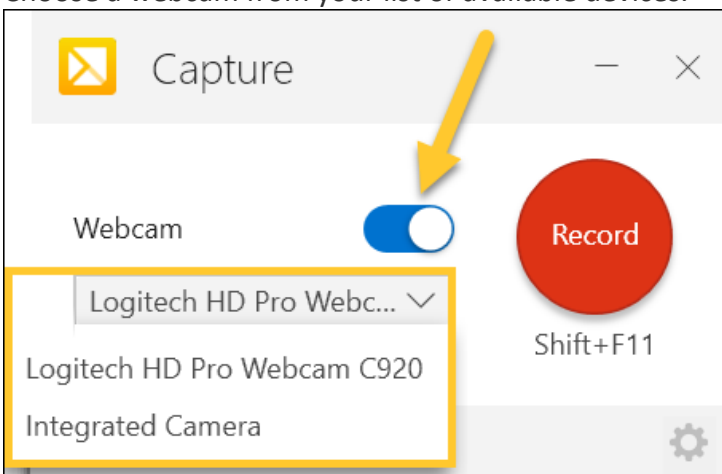 Choose a webcam from your list of available devices.
Capture
Webcam
Record
Logitech HD Pro Webc...
Shift+F11
Logitech HD Pro Webcam C920
Integrated Camera